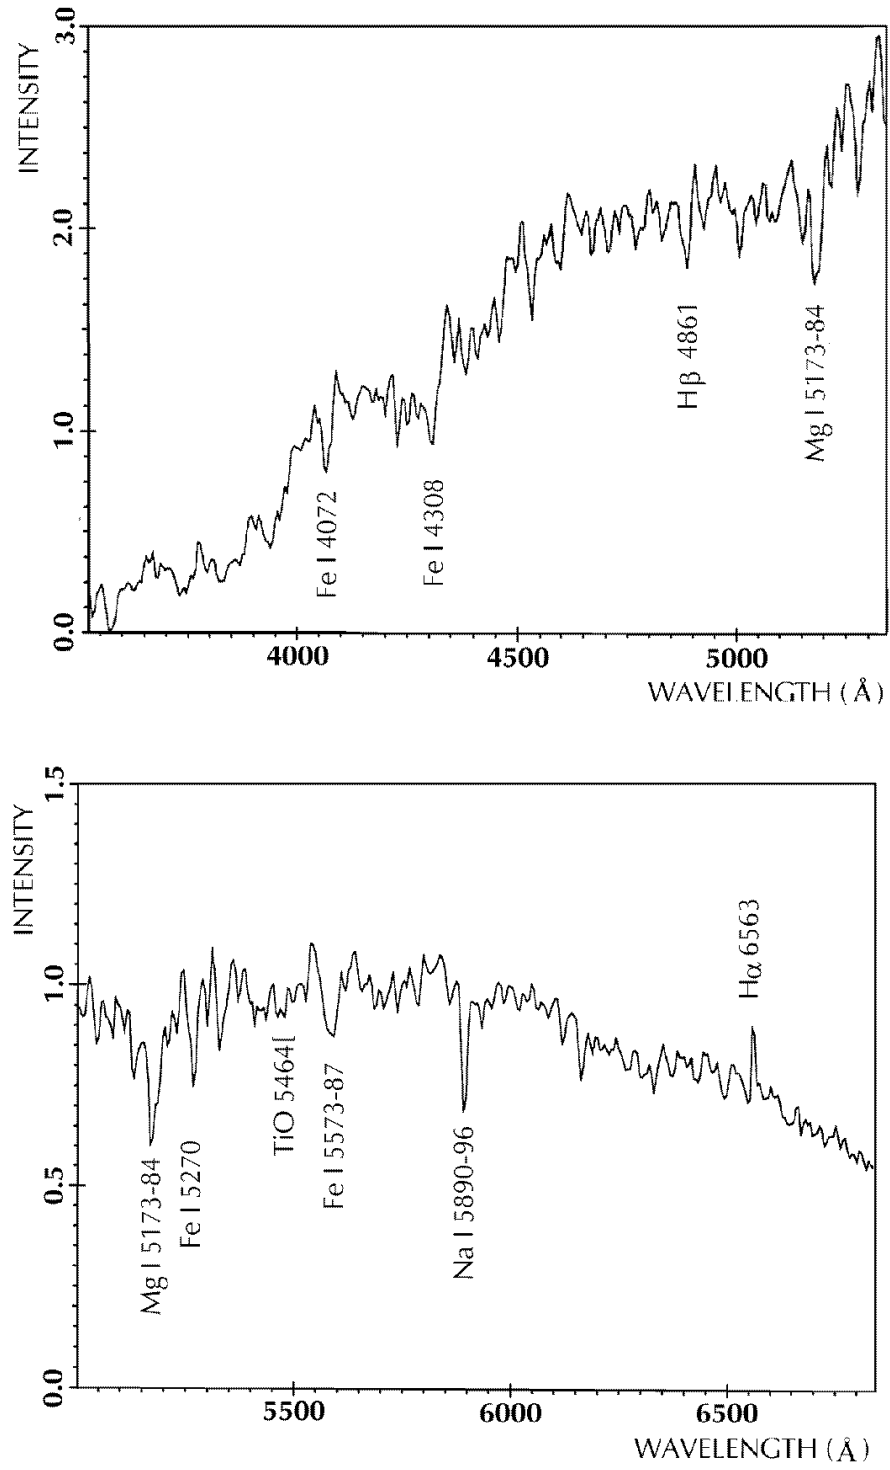 INTENSITY
3.0
2.0
1.0
0.0
Fe I 4072
Fe I 4308
Hβ 4861
Mg I 5173-84
4000
4500
5000
WAVELENGTH (Å)
INTENSITY
1.5
1.0
0.5
0.0
Mg I 5173-84
Fe I 5270
TiO 5464[
Fe I 5573-87
Na I 5890-96
Hα 6563
5500
6000
6500
WAVELENGTH (Å)